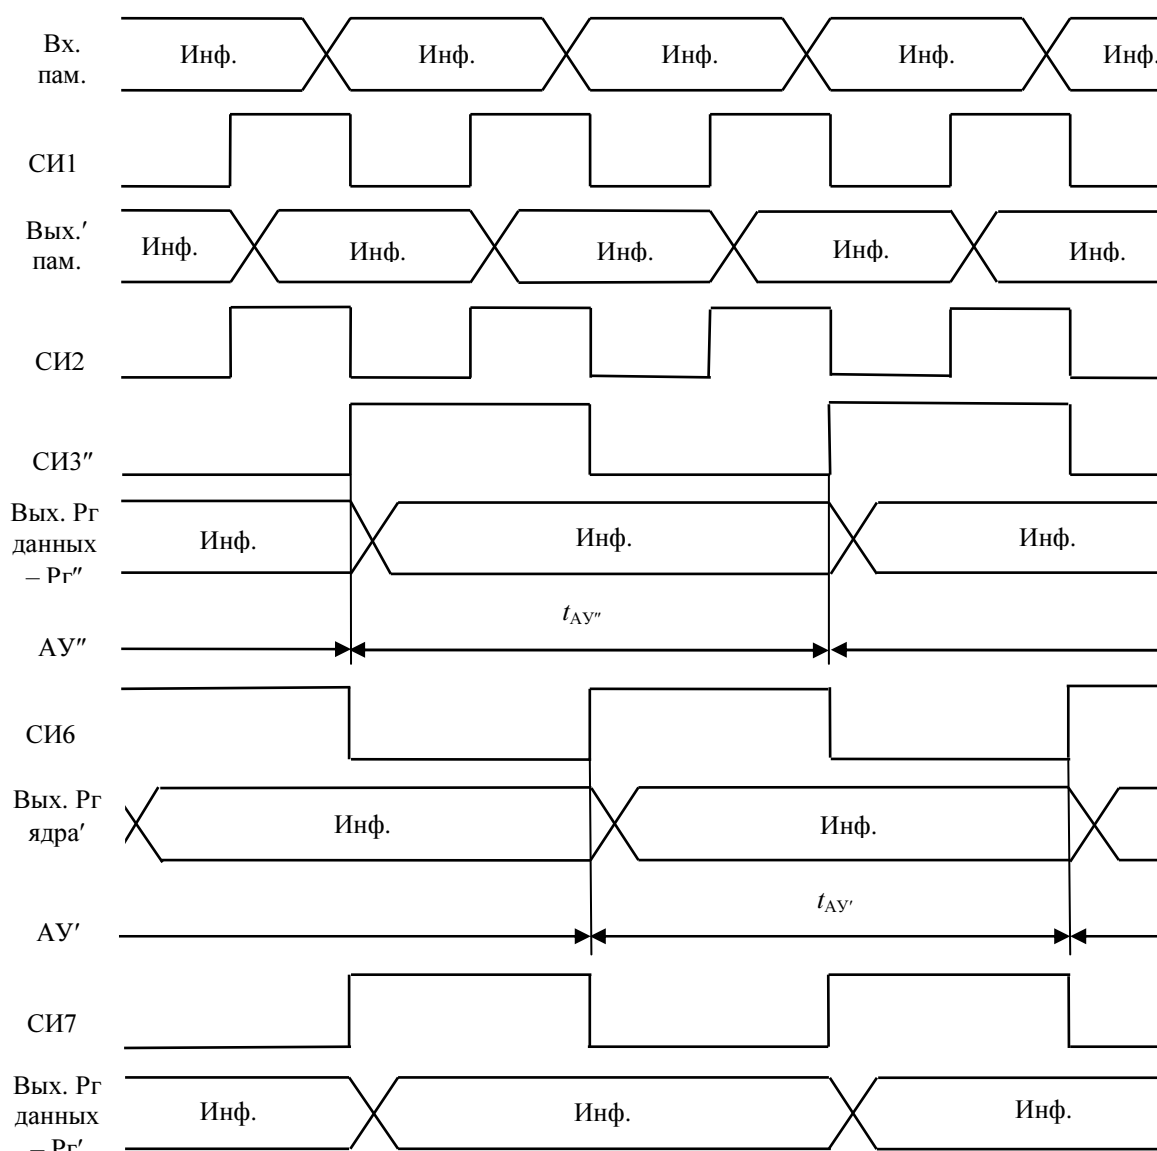 Вх.
пам.
Инф.
Инф.
Инф.
Инф.
Инф.
СИ1
Вых.′
пам.
Инф.
Инф.
Инф.
Инф.
Инф.
СИ2
СИ3″
Вых. Рг
данных
– Рг″
Инф.
Инф.
Инф.
АУ″
tАУ″
СИ6
Вых. Рг
ядра′
Инф.
Инф.
АУ′
tАУ′
СИ7
Вых. Рг
данных
– Рг′
Инф.
Инф.
Инф.